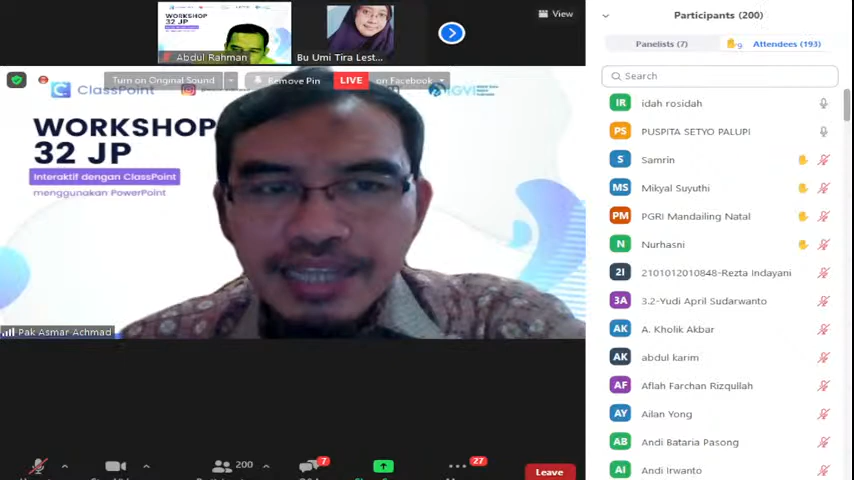 WORKSHOP
32 JP
Abdul Rahman
Bu Umi Tira Lest...
View
Participants (200)
Panelists (7)
Attendees (193)
Search
Turn on Original Sound
Remove Pin
LIVE
on Facebook
ClassPoint
IGVI
WORKSHOP
32 JP
Interaktif dengan ClassPoint
menggunakan PowerPoint
Pak Asmar Achmad
IR idah rosidah
PS PUSPITA SETYO PALUPI
S Samrin
MS Mikyal Suyuthi
PM PGRI Mandailing Natal
N Nurhasni
2I 2101012010848-Rezta Indayani
3A 3.2-Yudi April Sudarwanto
AK A. Kholik Akbar
AK abdul karim
AF Aflah Farchan Rizqullah
AY Ailan Yong
AB Andi Bataria Pasong
AI Andi Irwanto
200
7
27
Leave